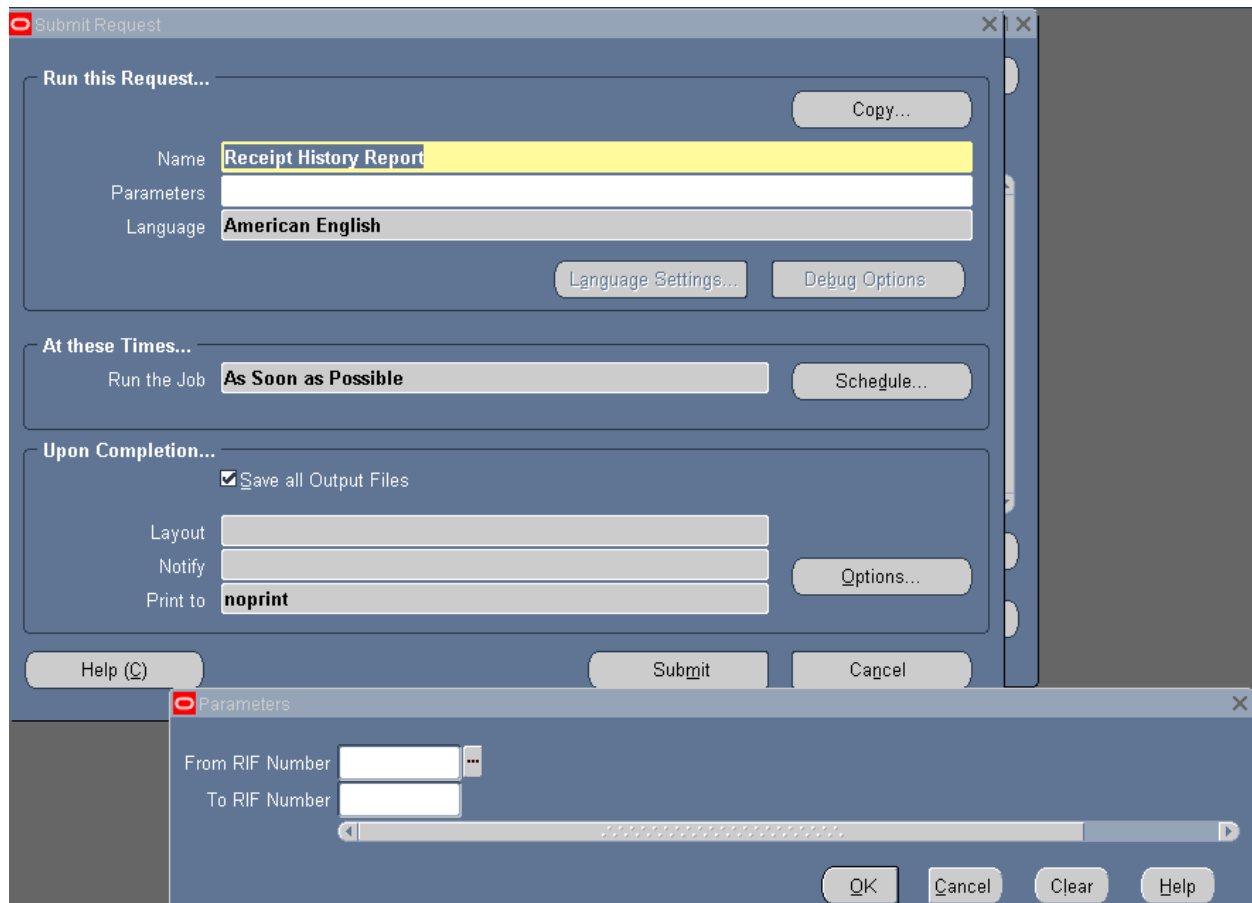 Submit Request
Run this Request...
Copy...
Name Receipt History Report
Parameters
Language American English
Language Settings... Debug Options
At these Times...
Run the Job As Soon as Possible Schedule...
Upon Completion...
Save all Output Files
Layout
Notify
Options...
Print to noprint
Help (C) Submit Cancel
Parameters
From RIF Number
To RIF Number
OK Cancel Clear Help